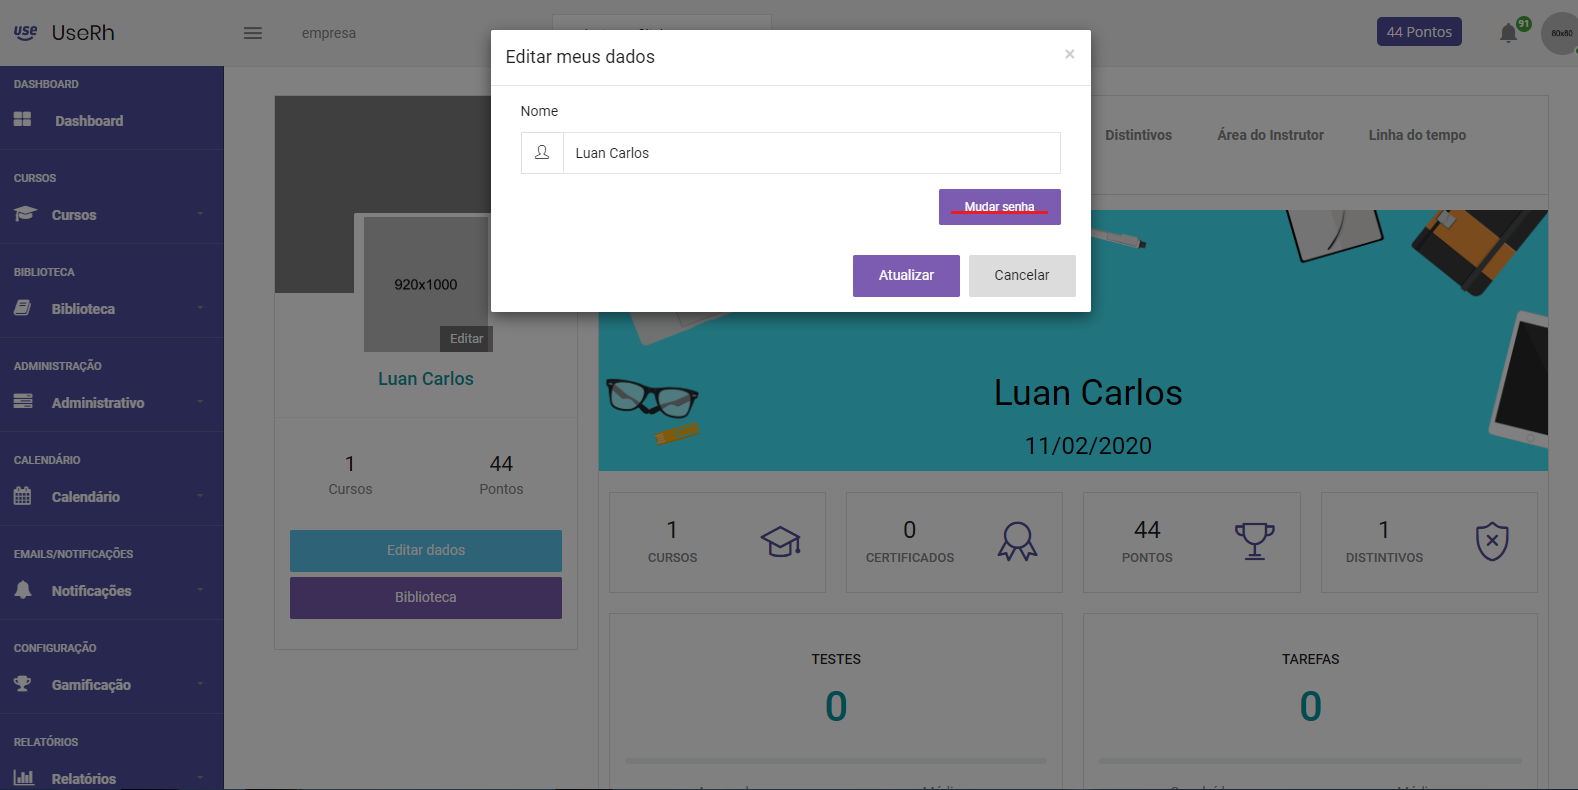 use UseRh
empresa
44 Pontos
91
80x80
DASHBOARD
Dashboard
CURSOS
Cursos
BIBLIOTECA
Biblioteca
ADMINISTRAÇÃO
Administrativo
CALENDÁRIO
Calendário
EMAILS/NOTIFICAÇÕES
Notificações
CONFIGURAÇÃO
Gamificação
RELATÓRIOS
Relatórios
Editar meus dados
×
Nome
Luan Carlos
Mudar senha
Atualizar
Cancelar
Distintivos
Área do Instrutor
Linha do tempo
920x1000
Editar
Luan Carlos
1
Cursos
44
Pontos
Editar dados
Biblioteca
Luan Carlos
11/02/2020
1
CURSOS
0
CERTIFICADOS
44
PONTOS
1
DISTINTIVOS
TESTES
0
TAREFAS
0